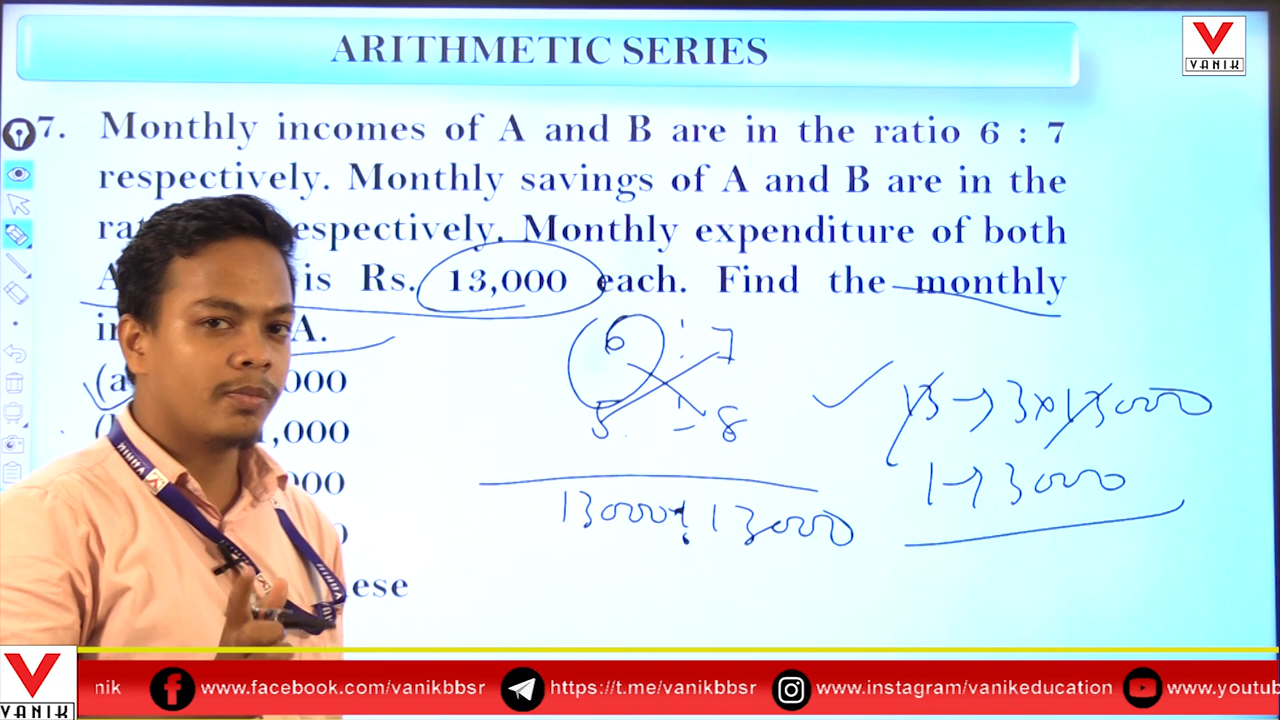 ARITHMETIC SERIES
VANIK
7. Monthly incomes of A and B are in the ratio 6 : 7
respectively. Monthly savings of A and B are in the
espectively. Monthly expenditure of both
A is Rs. 13,000 each. Find the monthly
A.
(a 000
1,000
000
ese
6 : 7
5 : 8
13000 : 13000
13 → 3×13000
1 → 3000
VANIK
nik www.facebook.com/vanikbbsr https://t.me/vanikbbsr www.instagram/vanikeducation www.youtub